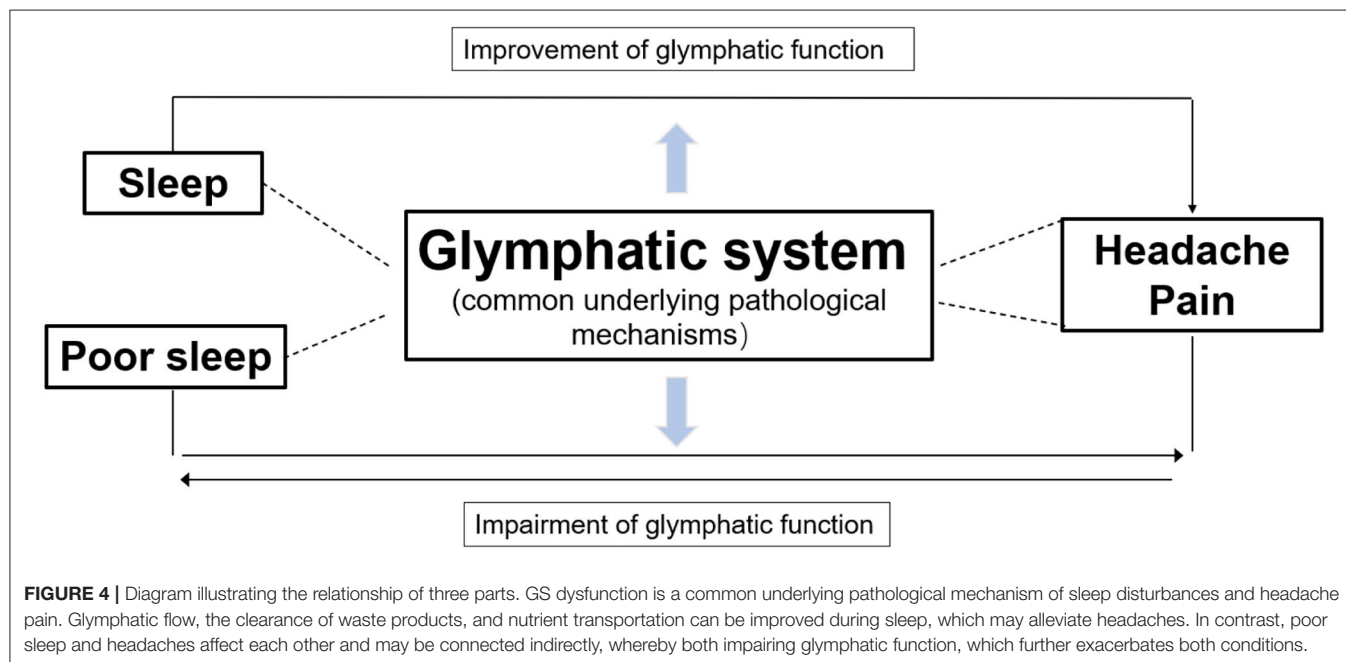 Improvement of glymphatic function
Sleep
Glymphatic system
(common underlying pathological
mechanisms)
Headache
Pain
Poor sleep
Impairment of glymphatic function
FIGURE 4 | Diagram illustrating the relationship of three parts. GS dysfunction is a common underlying pathological mechanism of sleep disturbances and headache
pain. Glymphatic flow, the clearance of waste products, and nutrient transportation can be improved during sleep, which may alleviate headaches. In contrast, poor
sleep and headaches affect each other and may be connected indirectly, whereby both impairing glymphatic function, which further exacerbates both conditions.